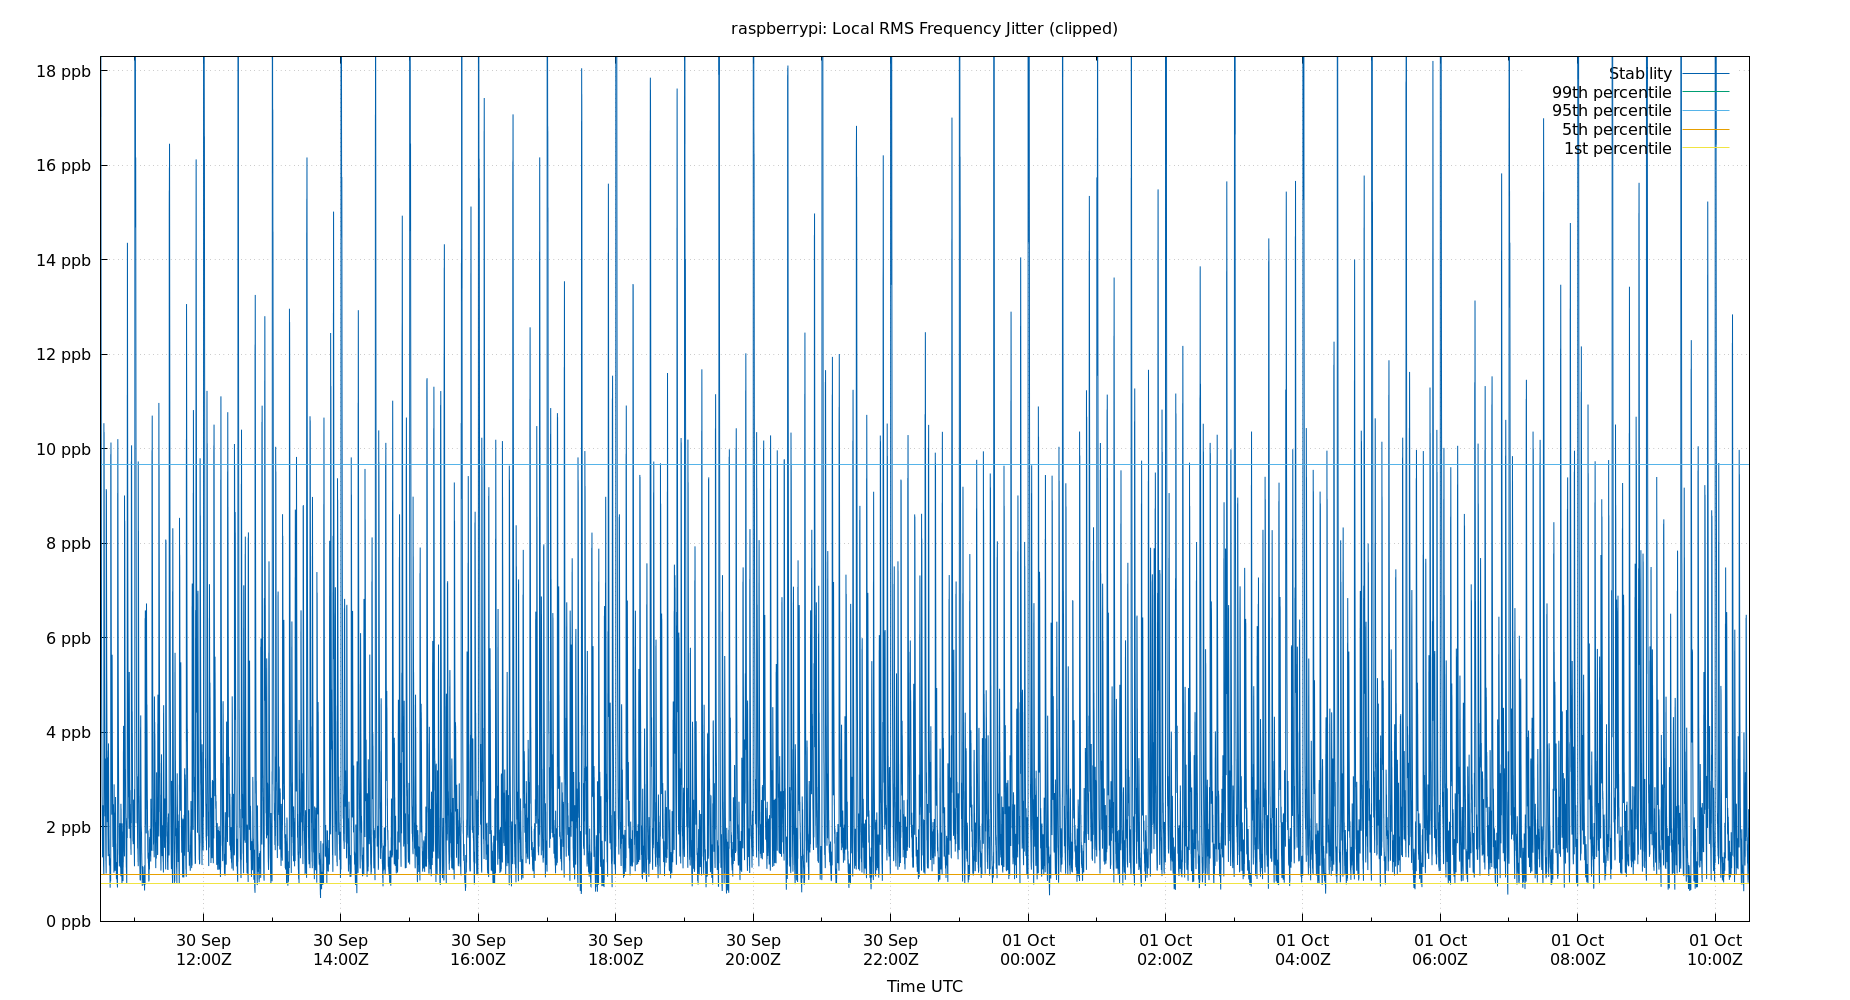 raspberrypi: Local RMS Frequency Jitter (clipped)
18 ppb
16 ppb
14 ppb
12 ppb
10 ppb
8 ppb
6 ppb
4 ppb
2 ppb
0 ppb
Stability
99th percentile
95th percentile
5th percentile
1st percentile
30 Sep 30 Sep 30 Sep 30 Sep 30 Sep 30 Sep 01 Oct 01 Oct 01 Oct 01 Oct 01 Oct 01 Oct
12:00Z 14:00Z 16:00Z 18:00Z 20:00Z 22:00Z 00:00Z 02:00Z 04:00Z 06:00Z 08:00Z 10:00Z
Time UTC